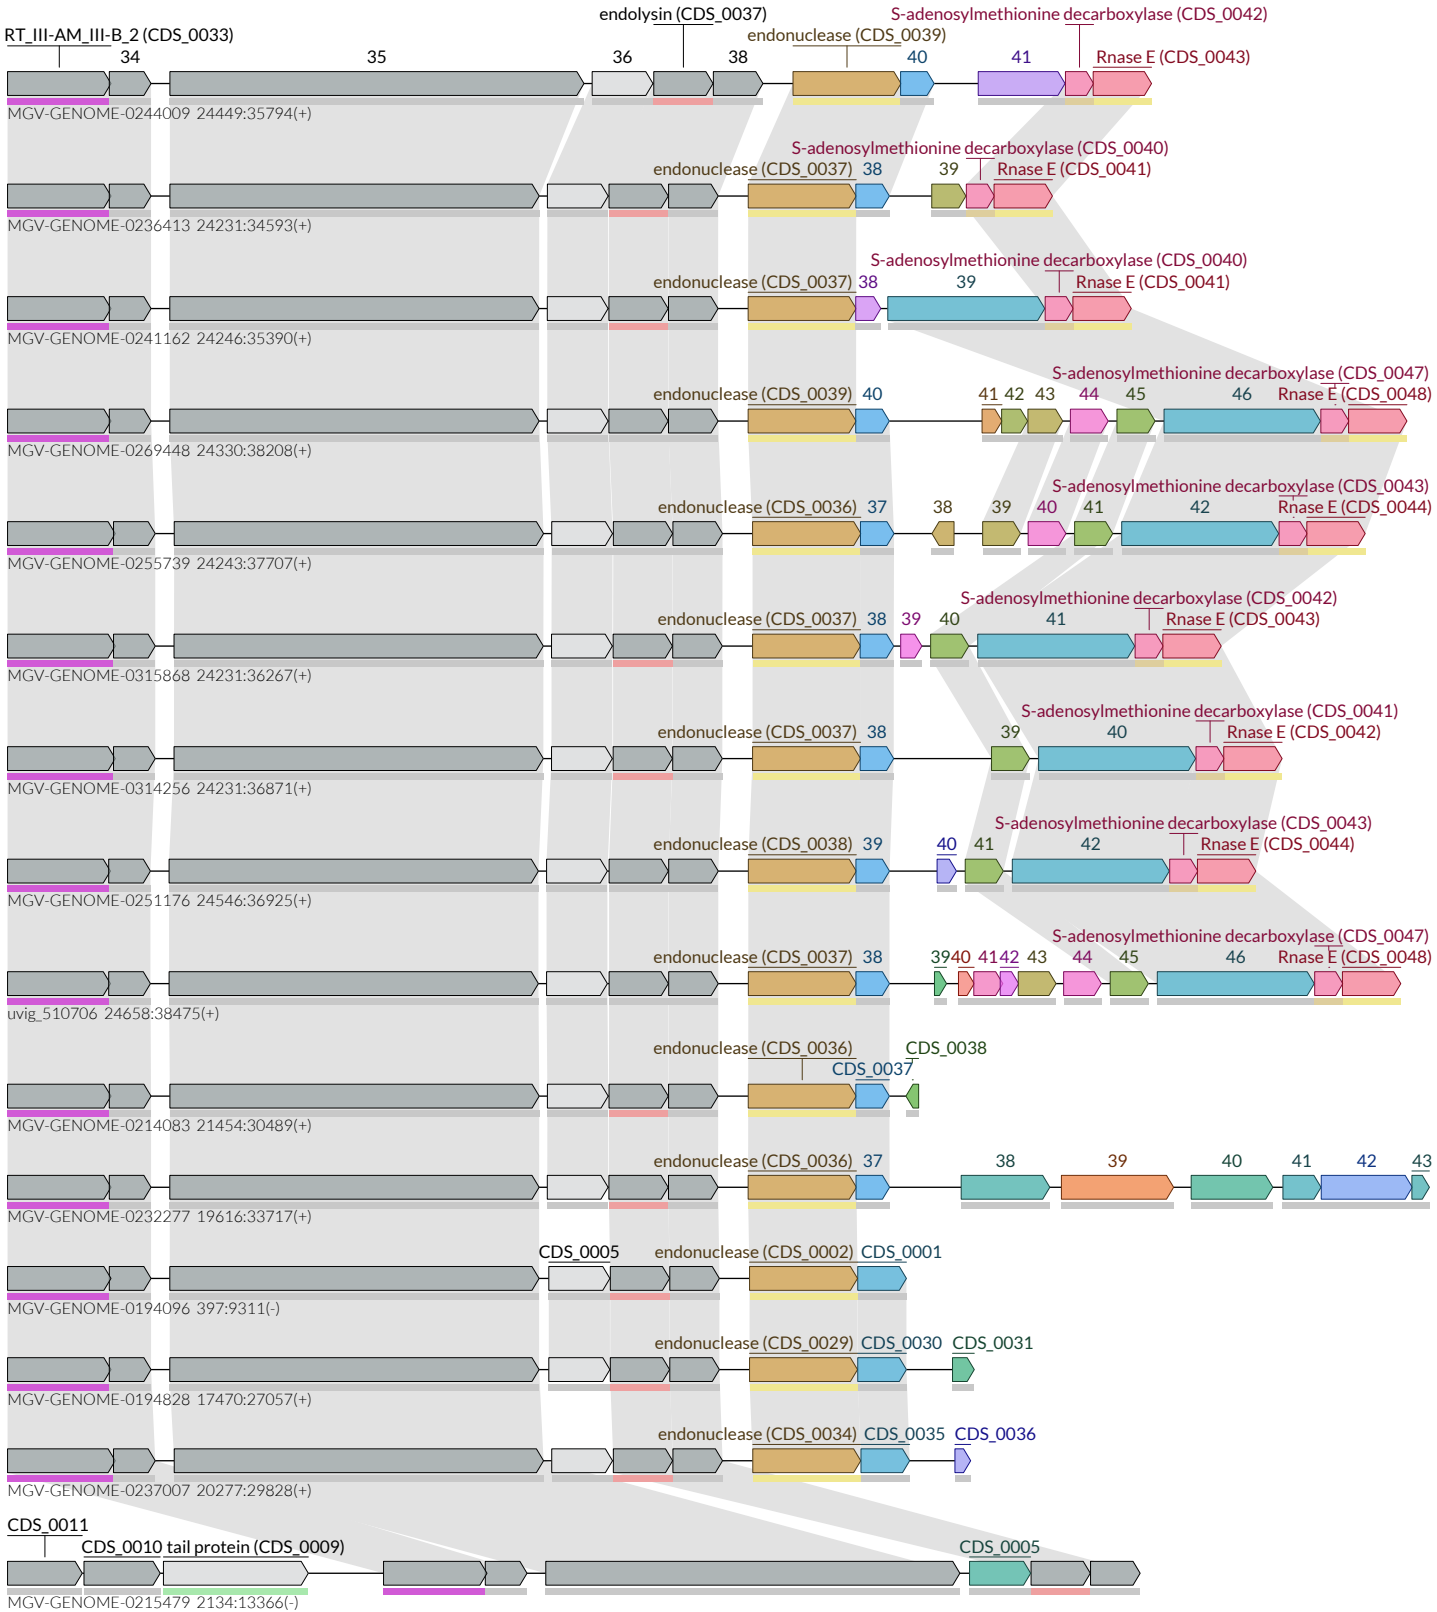 endolysin (CDS_0037) S-adenosylmethionine decarboxylase (CDS_0042)
RT_III-AM_III-B_2 (CDS_0033) endonuclease (CDS_0039)
34 35 36 38 40 41 Rnase E (CDS_0043)
MGV-GENOME-0244009 24449:35794(+)
S-adenosylmethionine decarboxylase (CDS_0040)
endonuclease (CDS_0037) 38 39 Rnase E (CDS_0041)
MGV-GENOME-0236413 24231:34593(+)
S-adenosylmethionine decarboxylase (CDS_0040)
endonuclease (CDS_0037) 38 39 Rnase E (CDS_0041)
MGV-GENOME-0241162 24246:35390(+)
S-adenosylmethionine decarboxylase (CDS_0047)
endonuclease (CDS_0039) 40 41 42 43 44 45 46 Rnase E (CDS_0048)
MGV-GENOME-0269448 24330:38208(+)
S-adenosylmethionine decarboxylase (CDS_0043)
endonuclease (CDS_0036) 37 38 39 40 41 42 Rnase E (CDS_0044)
MGV-GENOME-0255739 24243:37707(+)
S-adenosylmethionine decarboxylase (CDS_0042)
endonuclease (CDS_0037) 38 39 40 41 Rnase E (CDS_0043)
MGV-GENOME-0315868 24231:36267(+)
S-adenosylmethionine decarboxylase (CDS_0041)
endonuclease (CDS_0037) 38 39 40 Rnase E (CDS_0042)
MGV-GENOME-0314256 24231:36871(+)
S-adenosylmethionine decarboxylase (CDS_0043)
endonuclease (CDS_0038) 39 40 41 42 Rnase E (CDS_0044)
MGV-GENOME-0251176 24546:36925(+)
S-adenosylmethionine decarboxylase (CDS_0047)
endonuclease (CDS_0037) 38 39 40 41 42 43 44 45 46 Rnase E (CDS_0048)
uvig_510706 24658:38475(+)
endonuclease (CDS_0036) CDS_0038
CDS_0037
MGV-GENOME-0214083 21454:30489(+)
endonuclease (CDS_0036) 37 38 39 40 41 42 43
MGV-GENOME-0232277 19616:33717(+)
CDS_0005 endonuclease (CDS_0002) CDS_0001
MGV-GENOME-0194096 397:9311(-)
endonuclease (CDS_0029) CDS_0030 CDS_0031
MGV-GENOME-0194828 17470:27057(+)
endonuclease (CDS_0034) CDS_0035 CDS_0036
MGV-GENOME-0237007 20277:29828(+)
CDS_0011
CDS_0010 tail protein (CDS_0009) CDS_0005
MGV-GENOME-0215479 2134:13366(-)